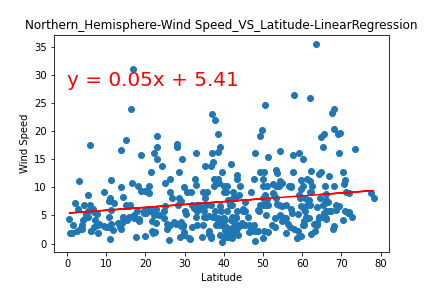 Northern_Hemisphere-Wind Speed_VS_Latitude-LinearRegression
y = 0.05x + 5.41
Wind Speed
35
30
25
20
15
10
5
0
0 10 20 30 40 50 60 70 80
Latitude